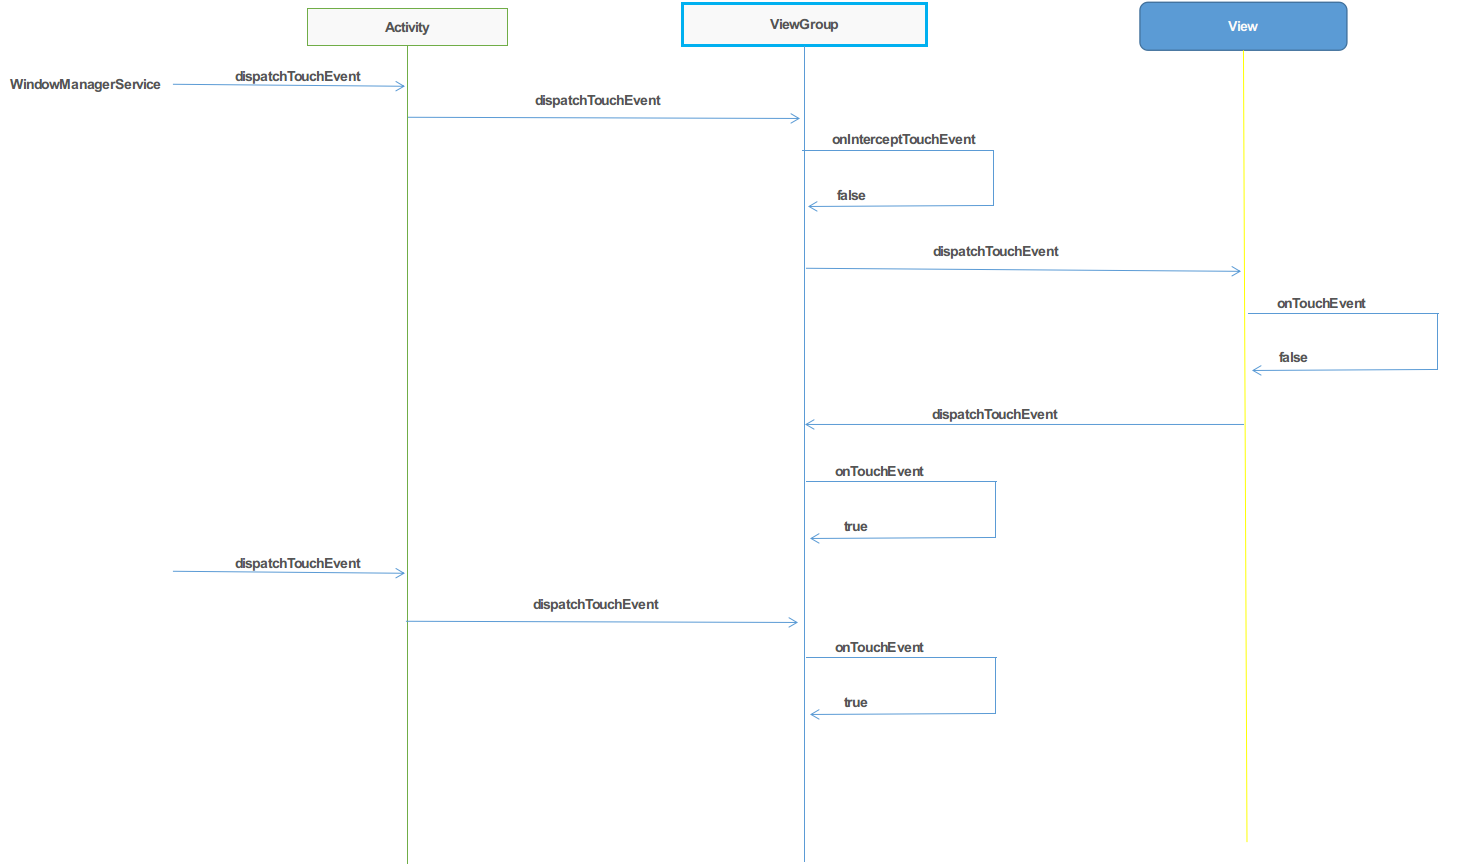 Activity
ViewGroup
View
WindowManagerService
dispatchTouchEvent
dispatchTouchEvent
onInterceptTouchEvent
false
dispatchTouchEvent
onTouchEvent
false
dispatchTouchEvent
onTouchEvent
true
dispatchTouchEvent
dispatchTouchEvent
onTouchEvent
true